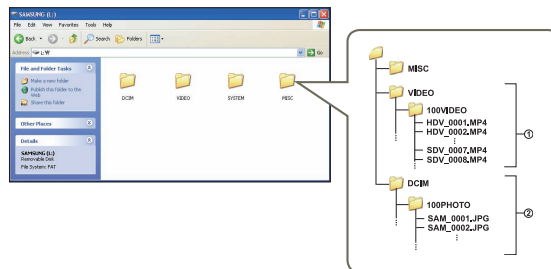 SAMSUNG (L:)
File Edit View Favorites Tools Help
Back Search Folders
Address L:₩ Go
File and Folder Tasks
Make a new folder
Publish this folder to the
Web
Share this folder
Other Places
Details
SAMSUNG (L:)
Removable Disk
File System: FAT
DCIM VIDEO SYSTEM MISC
MISC
VIDEO
100VIDEO
HDV_0001.MP4
HDV_0002.MP4
SDV_0007.MP4
SDV_0008.MP4
①
DCIM
100PHOTO
SAM_0001.JPG
SAM_0002.JPG
②